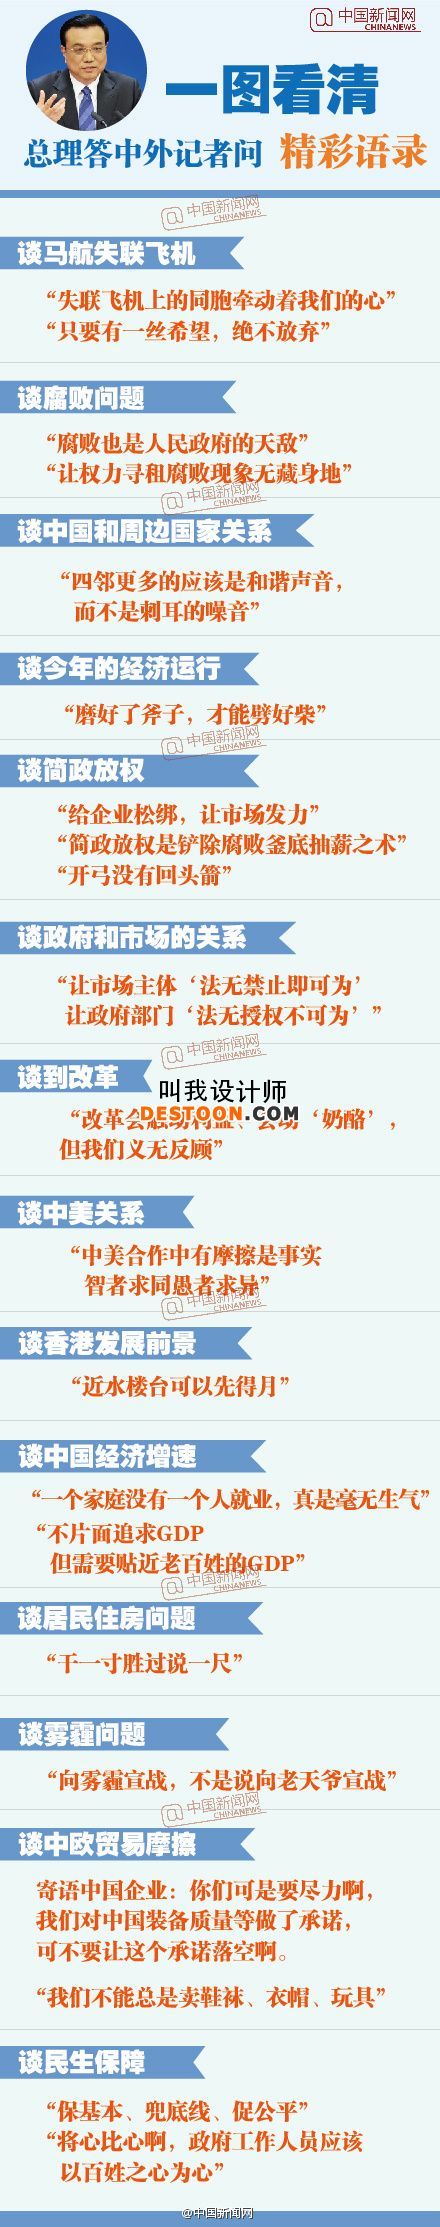 中国新闻网
CHINANEWS
一图看清
总理答中外记者问 精彩语录
@中国新闻网
CHINANEWS
谈马航失联飞机
“失联飞机上的同胞牵动着我们的心”
“只要有一丝希望，绝不放弃”
谈腐败问题
“腐败也是人民政府的天敌”
“让权力寻租腐败现象无藏身地”
@中国新闻网
CHINANEWS
谈中国和周边国家关系
“四邻更多的应该是和谐声音，
而不是刺耳的噪音”
谈今年的经济运行
“磨好了斧子，才能劈好柴”
@中国新闻网
CHINANEWS
谈简政放权
“给企业松绑，让市场发力”
“简政放权是铲除腐败釜底抽薪之术”
“开弓没有回头箭”
谈政府和市场的关系
“让市场主体‘法无禁止即可为’
让政府部门‘法无授权不可为’”
@中国新闻网
CHINANEWS
谈到改革
叫我设计师
DESTOON.COM
“改革会触动利益、会动‘奶酪’，
但我们义无反顾”
谈中美关系
“中美合作中有摩擦是事实
智者求同愚者求异”
@中国新闻网
CHINANEWS
谈香港发展前景
“近水楼台可以先得月”
谈中国经济增速
“一个家庭没有一个人就业，真是毫无生气”
“不片面追求GDP
但需要贴近老百姓的GDP”
@中国新闻网
CHINANEWS
谈居民住房问题
“干一寸胜过说一尺”
谈雾霾问题
“向雾霾宣战，不是说向老天爷宣战”
@中国新闻网
CHINANEWS
谈中欧贸易摩擦
寄语中国企业：你们可是要尽力啊，
我们对中国装备质量等做了承诺，
可不要让这个承诺落空啊。
“我们不能总是卖鞋袜、衣帽、玩具”
谈民生保障
“保基本、兜底线、促公平”
“将心比心啊，政府工作人员应该
以百姓之心为心”
@中国新闻网